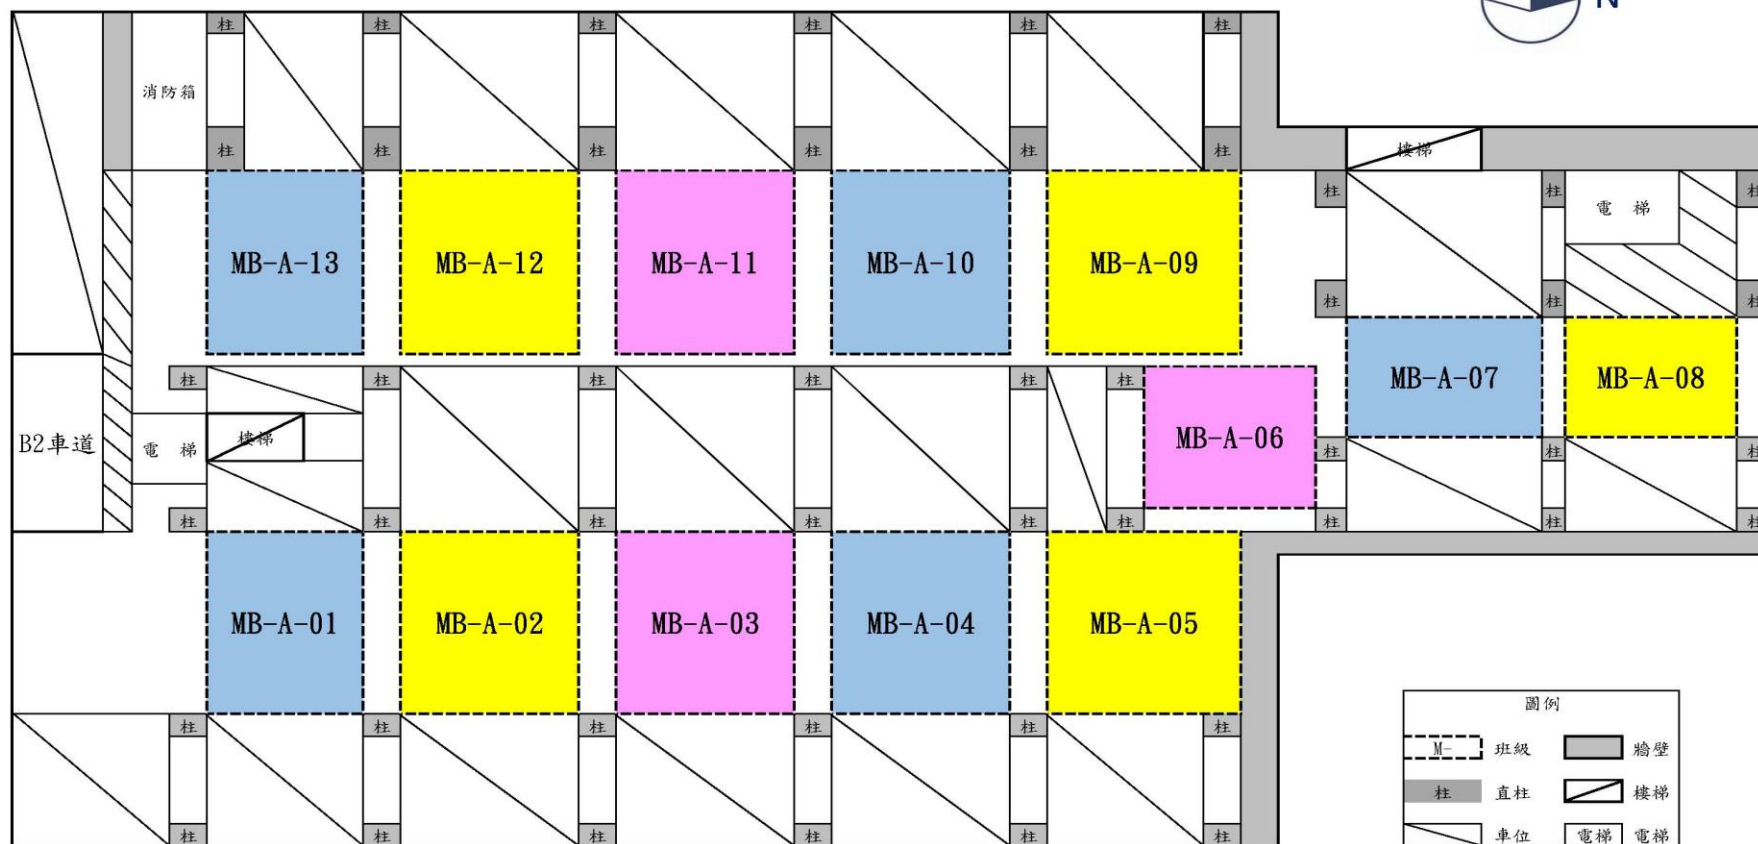 N
柱 柱 柱 柱 柱 柱
消防箱
柱 柱 柱 柱 柱 柱 樓梯
柱 柱 電 梯 柱
MB-A-13 MB-A-12 MB-A-11 MB-A-10 MB-A-09
柱 柱 柱
柱 柱 柱 柱 柱 柱 MB-A-07 MB-A-08
B2車道 電 梯 樓梯 MB-A-06 柱 柱 柱
柱 柱 柱 柱 柱 柱 柱 柱 柱
MB-A-01 MB-A-02 MB-A-03 MB-A-04 MB-A-05
柱 柱 柱 柱 柱 柱
柱 柱 柱 柱 柱 柱
圖例
M- 班級 牆壁
柱 直柱 樓梯
車位 電梯 電梯